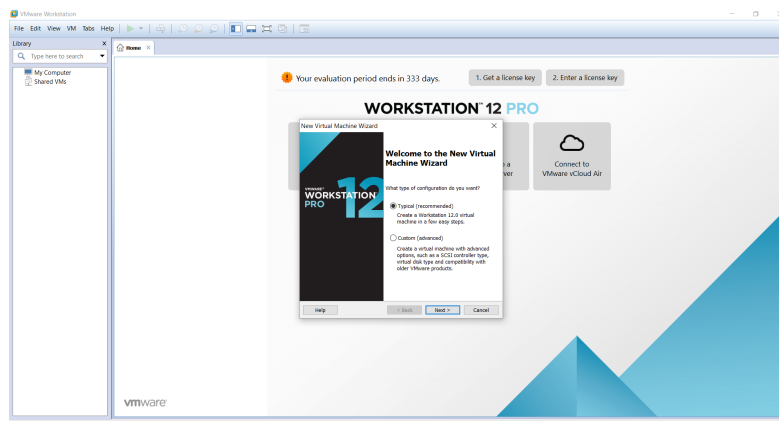 VMware Workstation
File Edit View VM Tabs Help
Library X
Type here to search
My Computer
Shared VMs
Home ×
Your evaluation period ends in 333 days.
1. Get a license key
2. Enter a license key
WORKSTATION™ 12 PRO
New Virtual Machine Wizard
VMWARE®
WORKSTATION
PRO
12
Welcome to the New Virtual
Machine Wizard
What type of configuration do you want?
Typical (recommended)
Create a Workstation 12.0 virtual
machine in a few easy steps.
Custom (advanced)
Create a virtual machine with advanced
options, such as a SCSI controller type,
virtual disk type and compatibility with
older VMware products.
Help
< Back
Next >
Cancel
Connect to
VMware vCloud Air
vmware